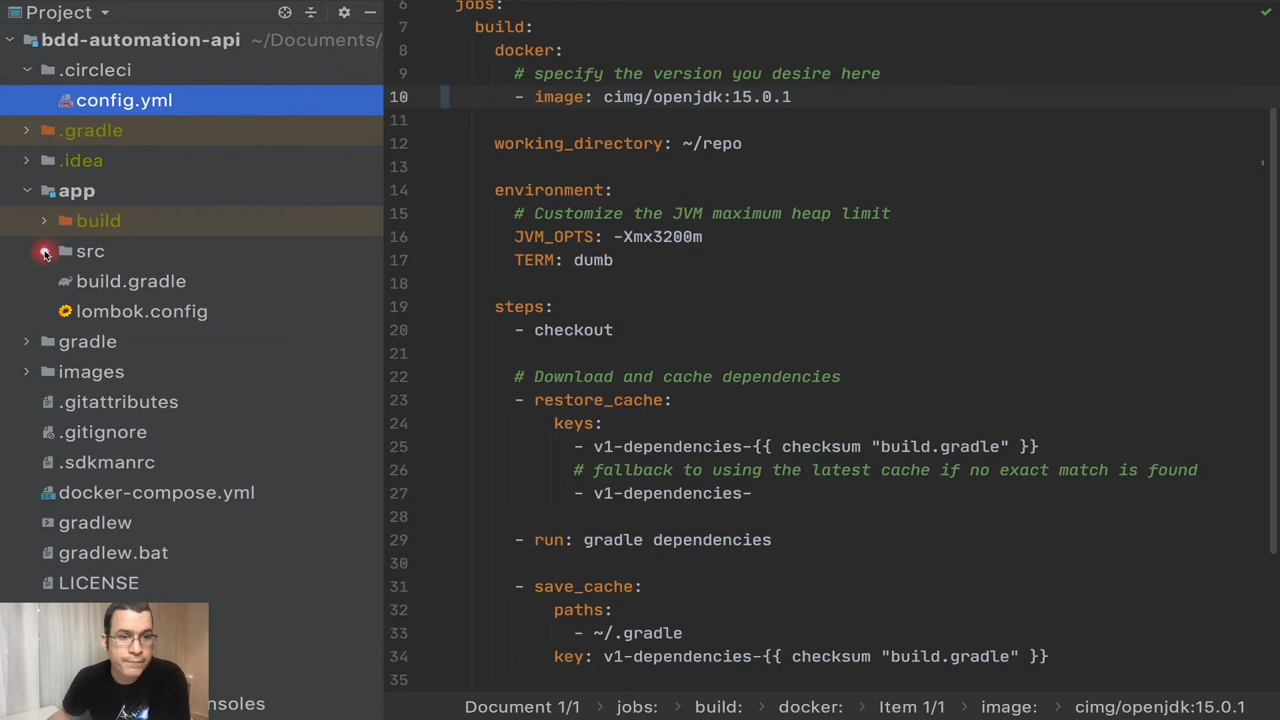 Project
bdd-automation-api ~/Documents/
.circleci
config.yml
.gradle
.idea
app
build
src
build.gradle
lombok.config
gradle
images
.gitattributes
.gitignore
.sdkmanrc
docker-compose.yml
gradlew
gradlew.bat
LICENSE
nsoles
6 jobs:
7 build:
8 docker:
9 # specify the version you desire here
10 - image: cimg/openjdk:15.0.1
11
12 working_directory: ~/repo
13
14 environment:
15 # Customize the JVM maximum heap limit
16 JVM_OPTS: -Xmx3200m
17 TERM: dumb
18
19 steps:
20 - checkout
21
22 # Download and cache dependencies
23 - restore_cache:
24 keys:
25 - v1-dependencies-{{ checksum "build.gradle" }}
26 # fallback to using the latest cache if no exact match is found
27 - v1-dependencies-
28
29 - run: gradle dependencies
30
31 - save_cache:
32 paths:
33 - ~/.gradle
34 key: v1-dependencies-{{ checksum "build.gradle" }}
35
Document 1/1 › jobs: › build: › docker: › Item 1/1 › image: › cimg/openjdk:15.0.1